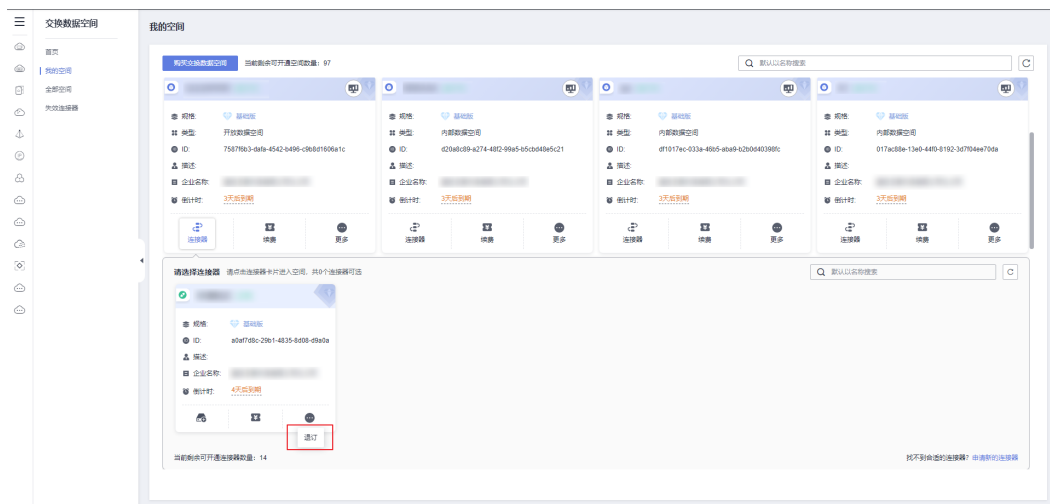 交换数据空间
首页
我的空间
全部空间
失效连接器
我的空间
购买交换数据空间 当前剩余可开通空间数量：97 默认以名称搜索
规格: 基础版
类型: 开放数据空间
ID: 7587f6b3-dafa-4542-b496-c9b8d1606a1c
描述:
企业名称:
倒计时: 3天后到期
连接器 续费 更多
规格: 基础版
类型: 内部数据空间
ID: d20a8c89-a274-48f2-99a5-b5cbd48e5c21
描述:
企业名称:
倒计时: 3天后到期
连接器 续费 更多
规格: 基础版
类型: 内部数据空间
ID: df1017ec-033a-46b5-aba9-b2b0d40398fc
描述:
企业名称:
倒计时: 3天后到期
连接器 续费 更多
规格: 基础版
类型: 内部数据空间
ID: 017ac88e-13e0-44f0-8192-3d7f04ee70da
描述:
企业名称:
倒计时: 3天后到期
连接器 续费 更多
请选择连接器 请点击连接器卡片进入空间，共0个连接器可选 默认以名称搜索
规格: 基础版
ID: a0af7d8c-29b1-4835-8d08-d9a0a
描述:
企业名称:
倒计时: 4天后到期
退订
当前剩余可开通连接器数量：14 找不到合适的连接器？申请新的连接器